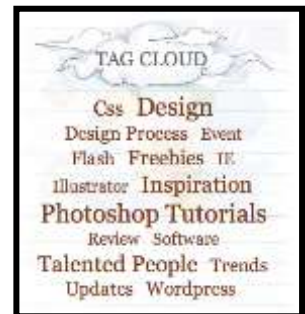 TAG CLOUD
Css Design
Design Process Event
Flash Freebies IE
Illustrator Inspiration
Photoshop Tutorials
Review Software
Talented People Trends
Updates Wordpress